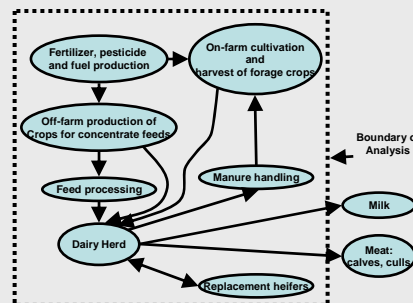 Fertilizer, pesticide
and fuel production
On-farm cultivation
and
harvest of forage crops
Off-farm production of
Crops for concentrate feeds
Boundary o
Analysis
Feed processing
Manure handling
Milk
Dairy Herd
Meat:
calves, culls
Replacement heifers